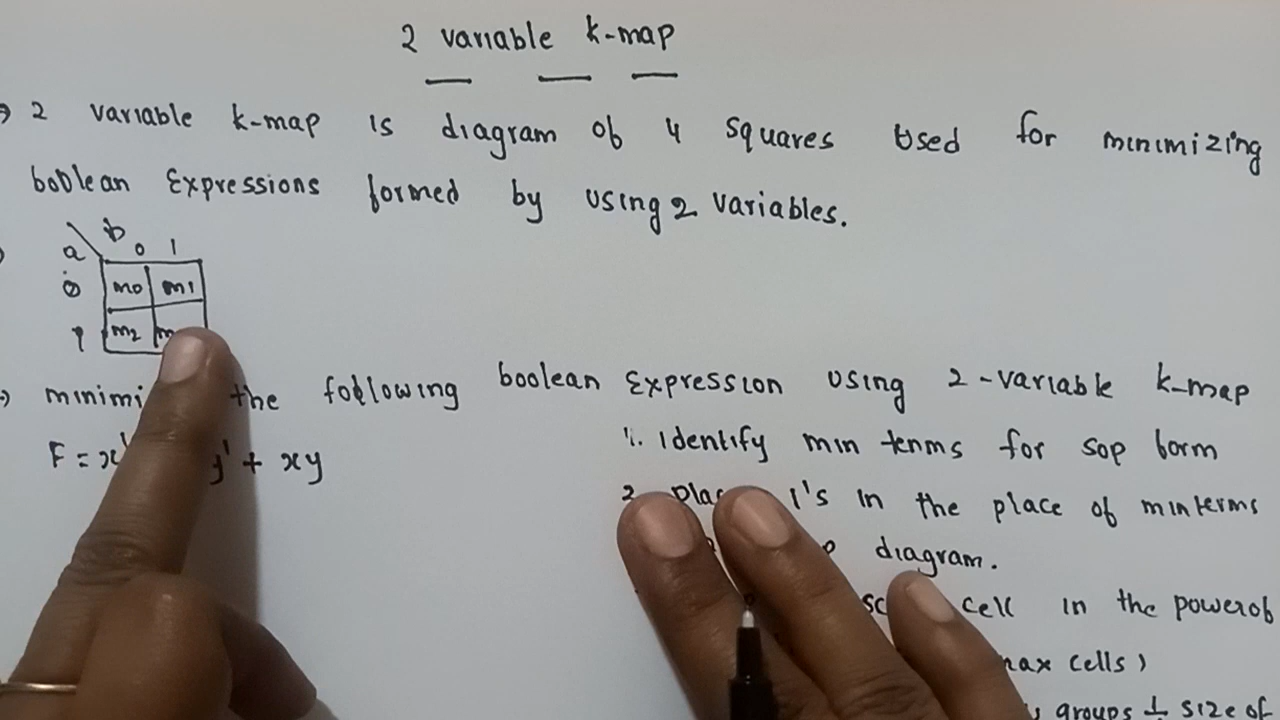 2 variable k-map
→ 2 variable k-map is diagram of 4 squares used for minimizing
boolean Expressions formed by using 2 variables.
b
a 0 1
0 m0 m1
1 m2
→ the following boolean Expression using 2-variable k-map
F = x' y' + xy
1. Identify min terms for sop form
2. 1's in the place of minterms
diagram.
cell in the power of
max cells)
groups ⊥ size of